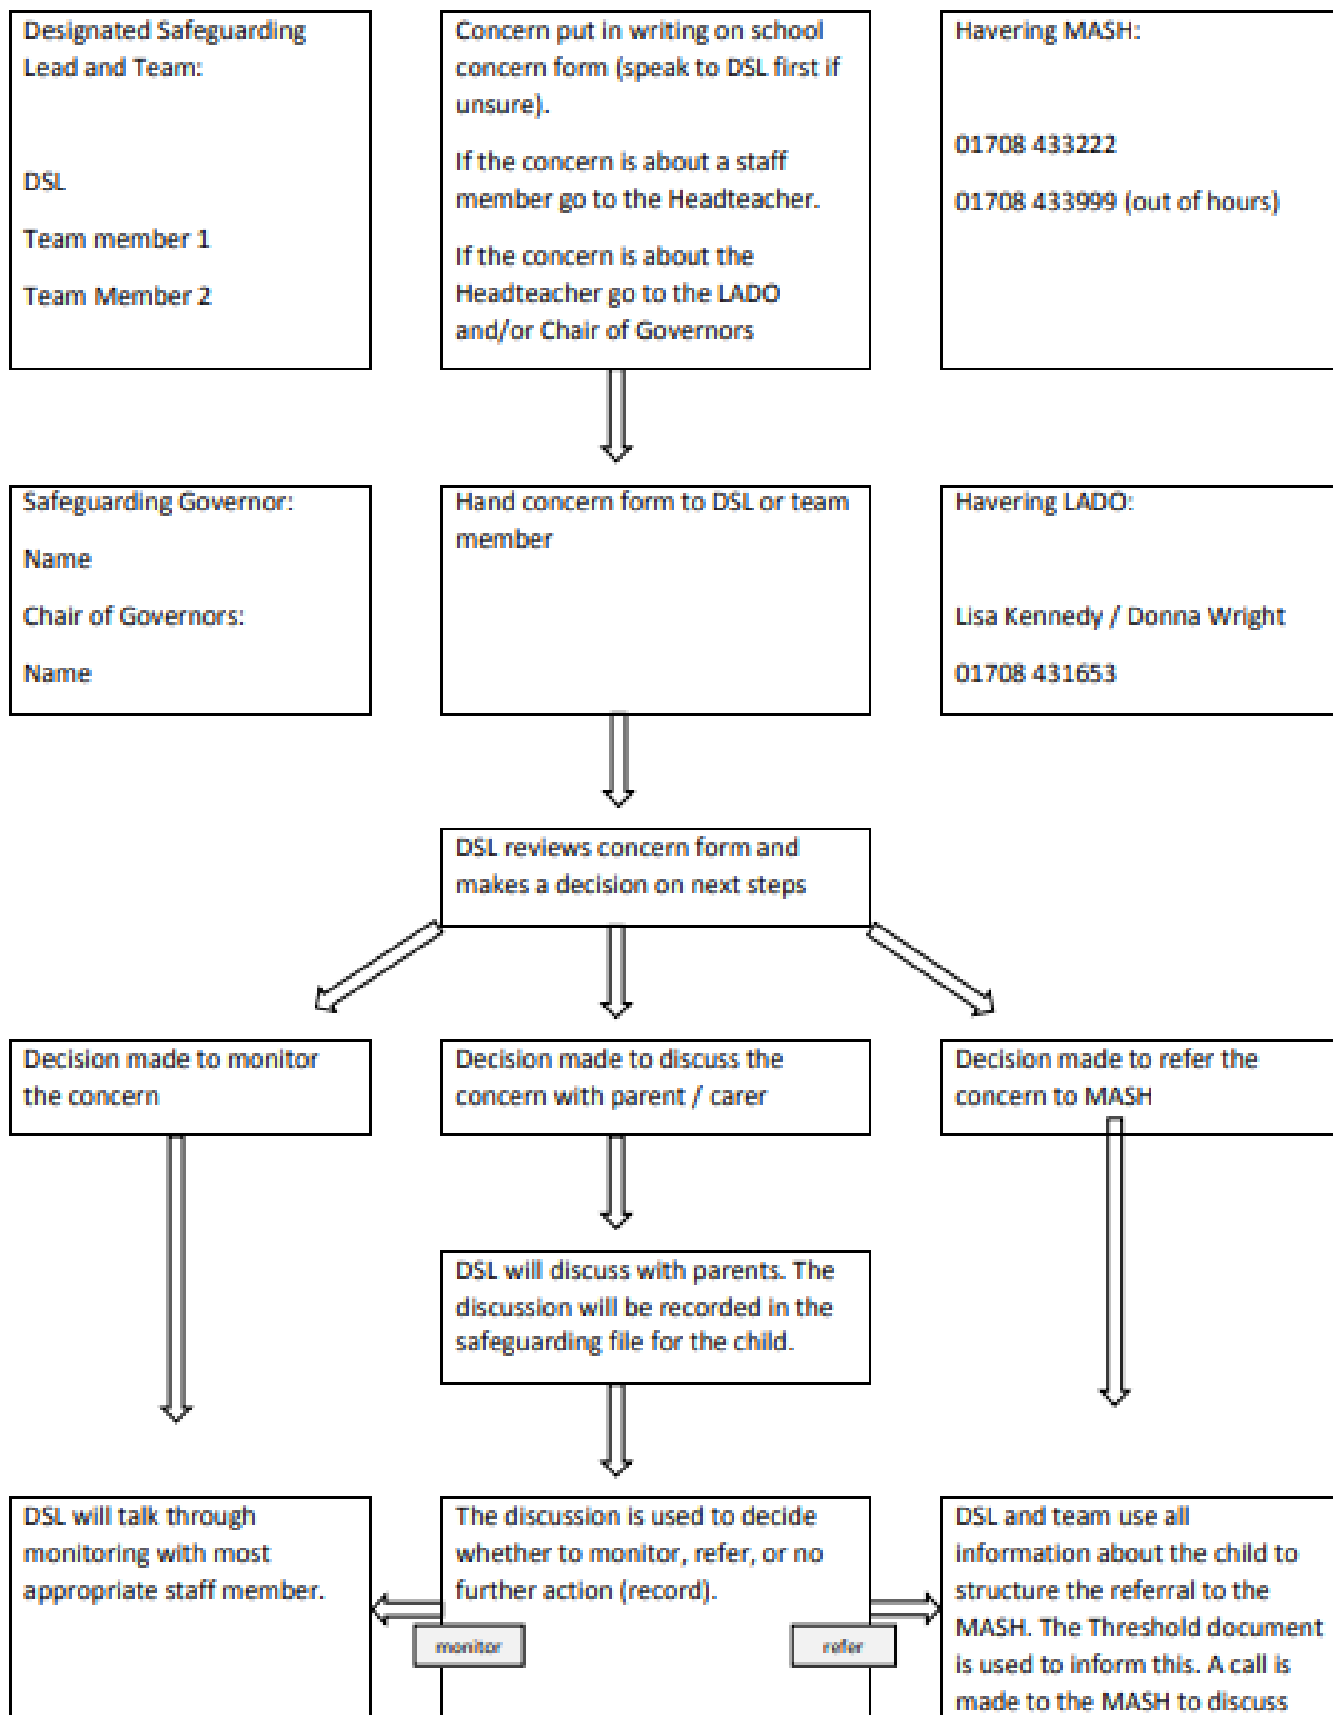 Designated Safeguarding
Lead and Team:
DSL
Team member 1
Team Member 2
Concern put in writing on school
concern form (speak to DSL first if
unsure).
If the concern is about a staff
member go to the Headteacher.
If the concern is about the
Headteacher go to the LADO
and/or Chair of Governors
Havering MASH:
01708 433222
01708 433999 (out of hours)
Safeguarding Governor:
Name
Chair of Governors:
Name
Hand concern form to DSL or team
member
Havering LADO:
Lisa Kennedy / Donna Wright
01708 431653
DSL reviews concern form and
makes a decision on next steps
Decision made to monitor
the concern
Decision made to discuss the
concern with parent / carer
Decision made to refer the
concern to MASH
DSL will discuss with parents. The
discussion will be recorded in the
safeguarding file for the child.
DSL will talk through
monitoring with most
appropriate staff member.
The discussion is used to decide
whether to monitor, refer, or no
further action (record).
monitor
refer
DSL and team use all
information about the child to
structure the referral to the
MASH. The Threshold document
is used to inform this. A call is
made to the MASH to discuss